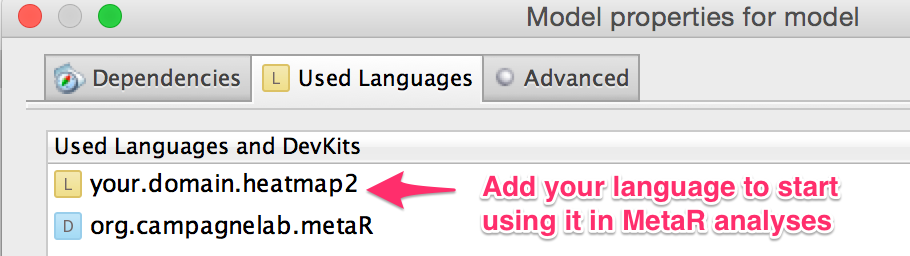 Model properties for model
Dependencies
L Used Languages
Advanced
Used Languages and DevKits
L your.domain.heatmap2
D org.campagnelab.metaR
Add your language to start
using it in MetaR analyses